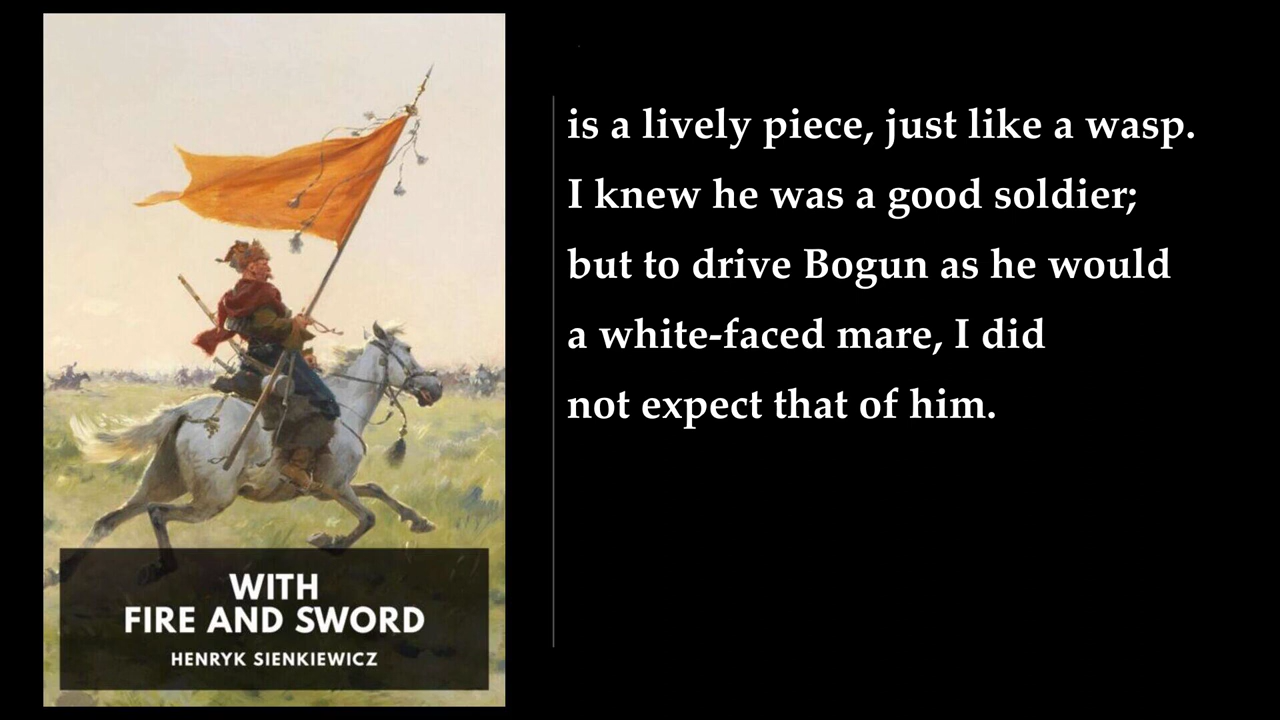 is a lively piece, just like a wasp.
I knew he was a good soldier;
but to drive Bogun as he would
a white-faced mare, I did
not expect that of him.
WITH
FIRE AND SWORD
HENRYK SIENKIEWICZ